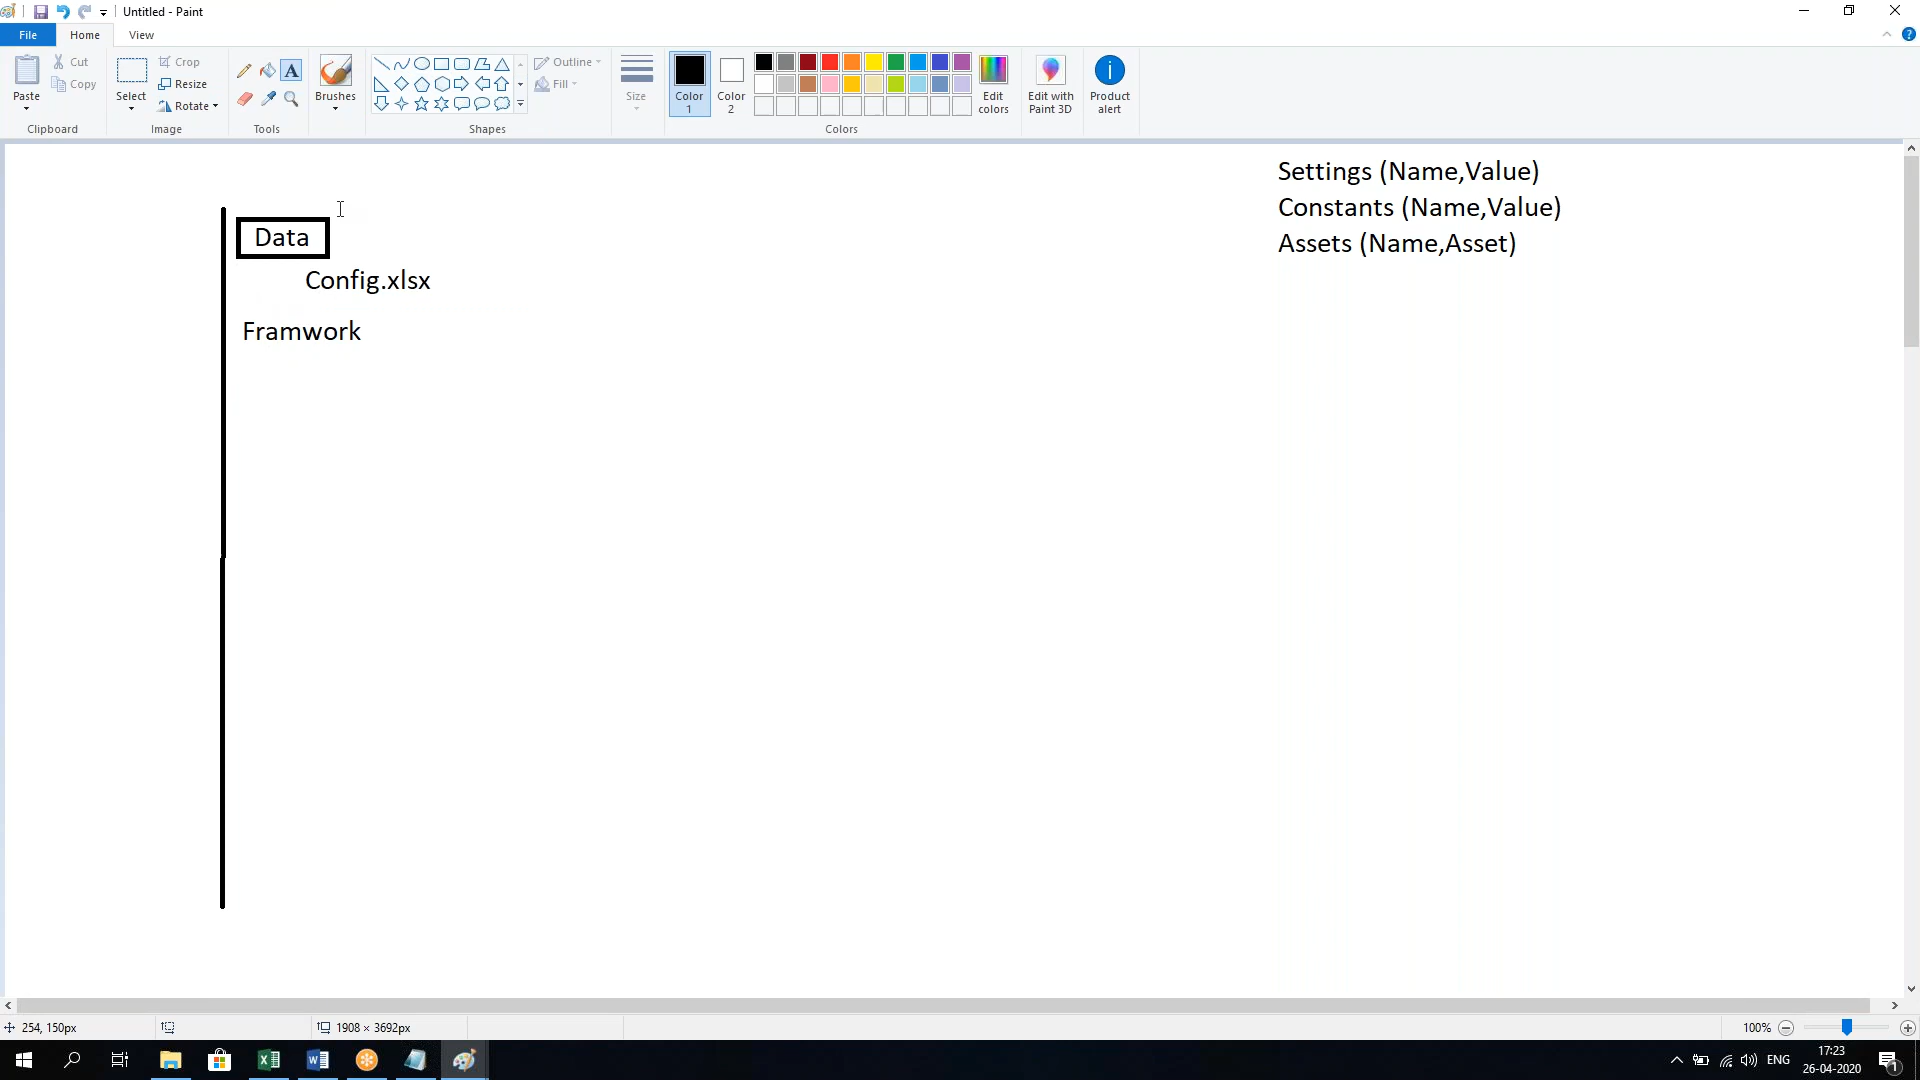 Untitled - Paint
File Home View
Paste
Cut
Copy
Clipboard
Select
Crop
Resize
Rotate
Image
A
Tools
Brushes
Shapes
Outline
Fill
Size
Color 1
Color 2
Colors
Edit colors
Edit with Paint 3D
Product alert
Settings (Name,Value)
Constants (Name,Value)
Assets (Name,Asset)
Data
Config.xlsx
Framwork
254, 150px
1908 × 3692px
100%
ENG
17:23
26-04-2020
1